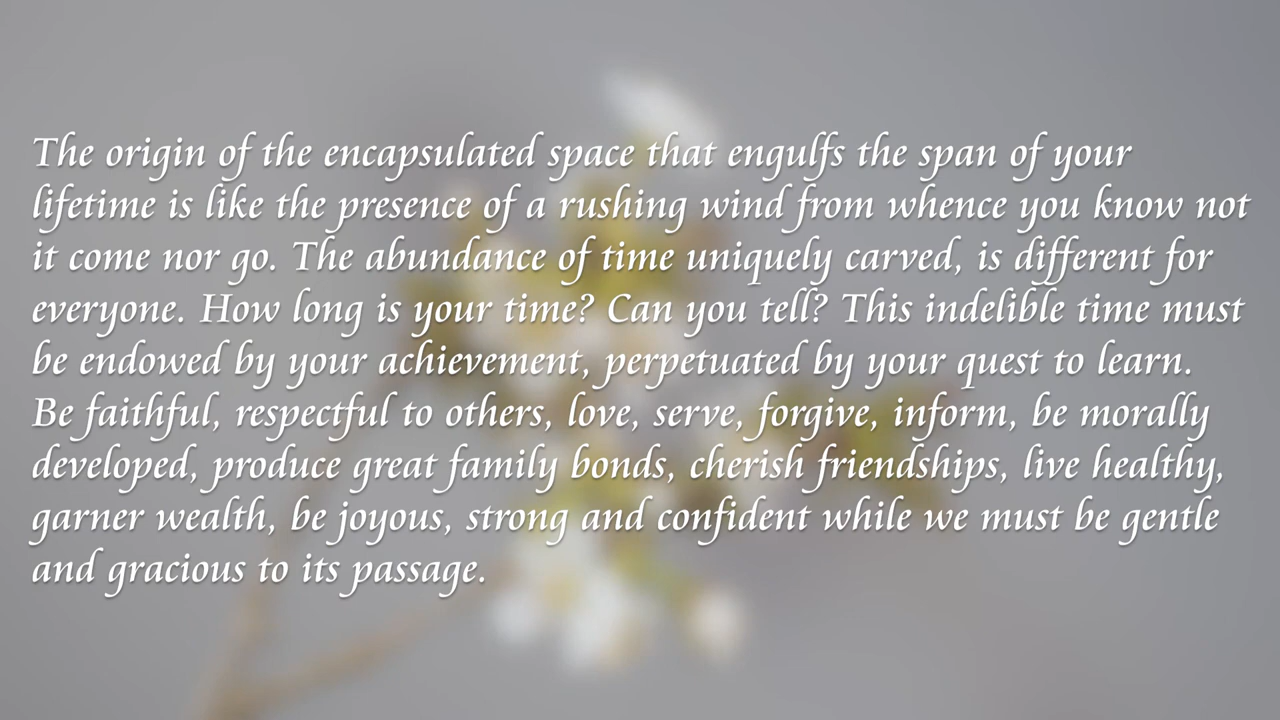 The origin of the encapsulated space that engulfs the span of your
lifetime is like the presence of a rushing wind from whence you know not
it come nor go. The abundance of time uniquely carved, is different for
everyone. How long is your time? Can you tell? This indelible time must
be endowed by your achievement, perpetuated by your quest to learn.
Be faithful, respectful to others, love, serve, forgive, inform, be morally
developed, produce great family bonds, cherish friendships, live healthy,
garner wealth, be joyous, strong and confident while we must be gentle
and gracious to its passage.